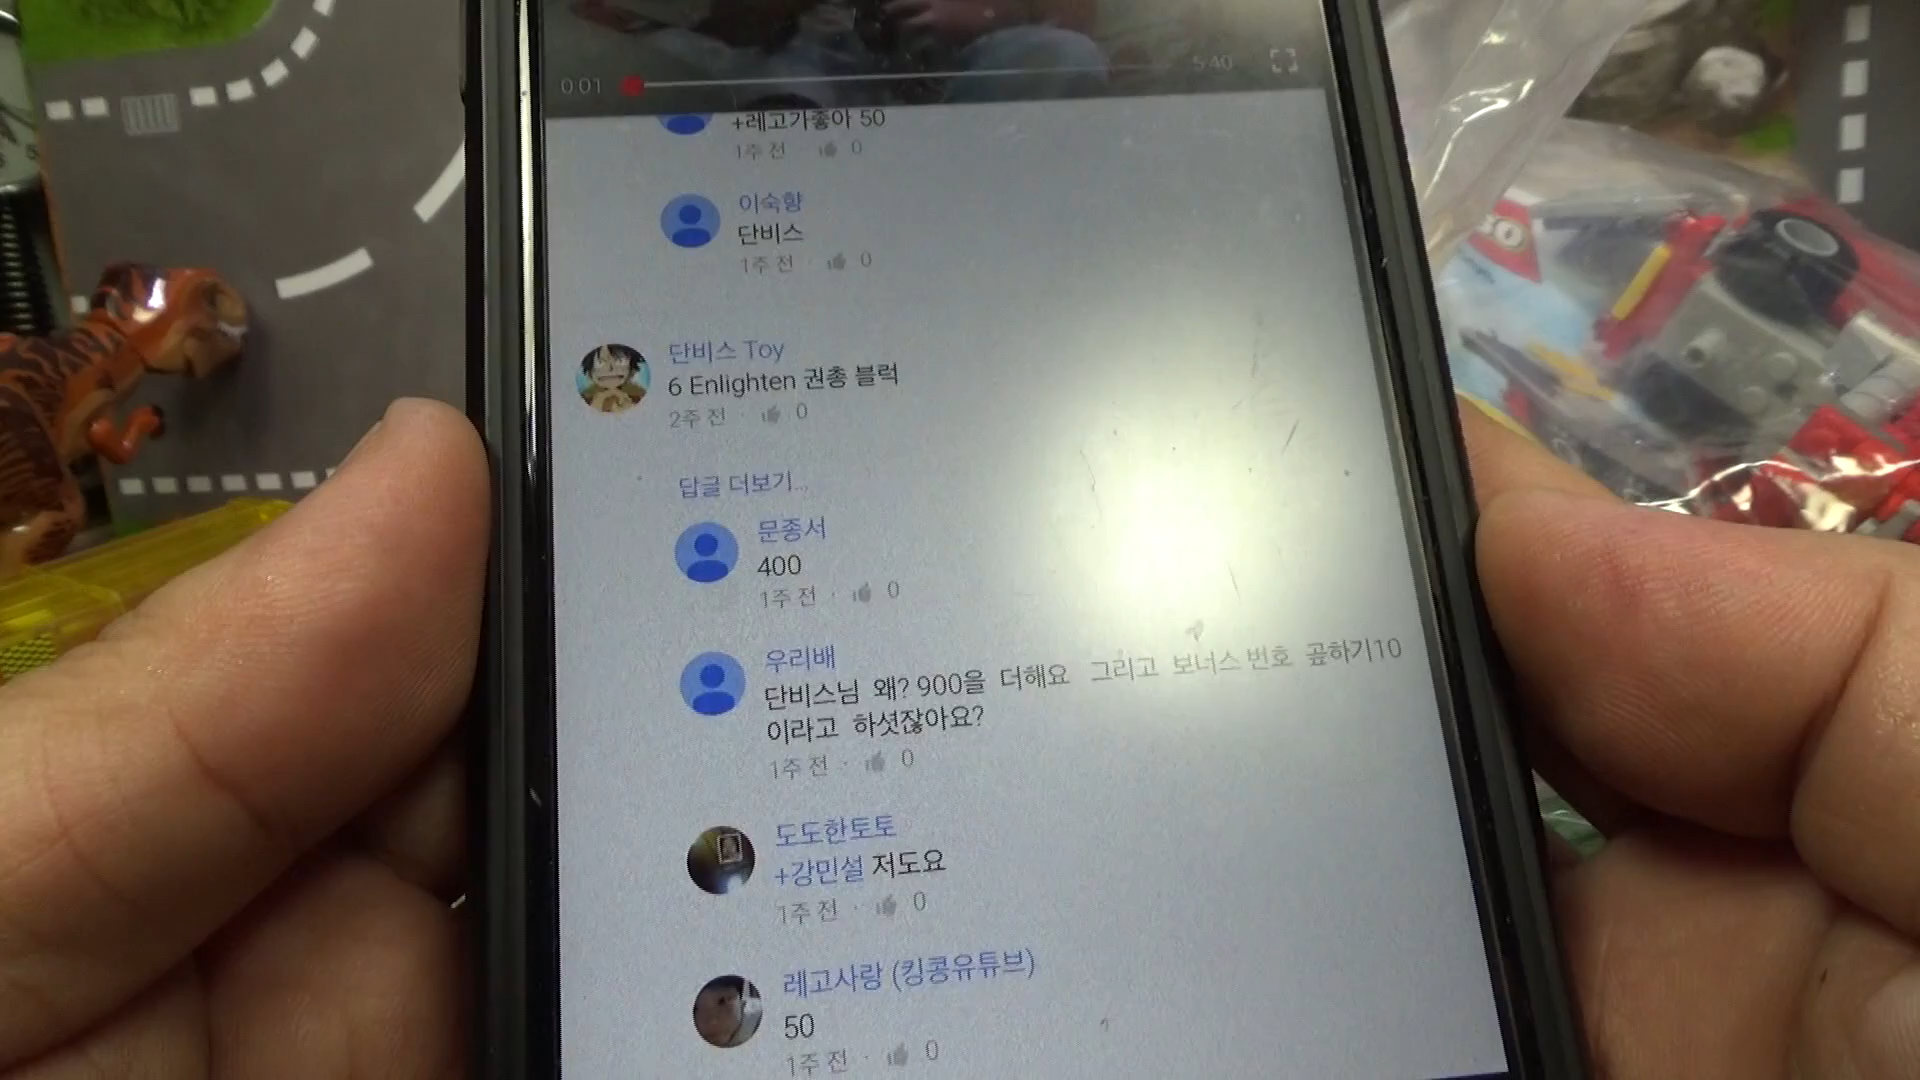 0:01
5:40
+레고가좋아 50
1주 전 · 0
이숙향
단비스
1주 전 · 0
단비스 Toy
6 Enlighten 권총 블럭
2주 전 · 0
답글 더보기...
문종서
400
1주 전 · 0
우리배
단비스님 왜? 900을 더해요 그리고 보너스 번호 곺하기10
이라고 하셧잖아요?
1주 전 · 0
도도한토토
+강민설 저도요
1주 전 · 0
레고사랑 (킹콩유튜브)
50
1주 전 · 0